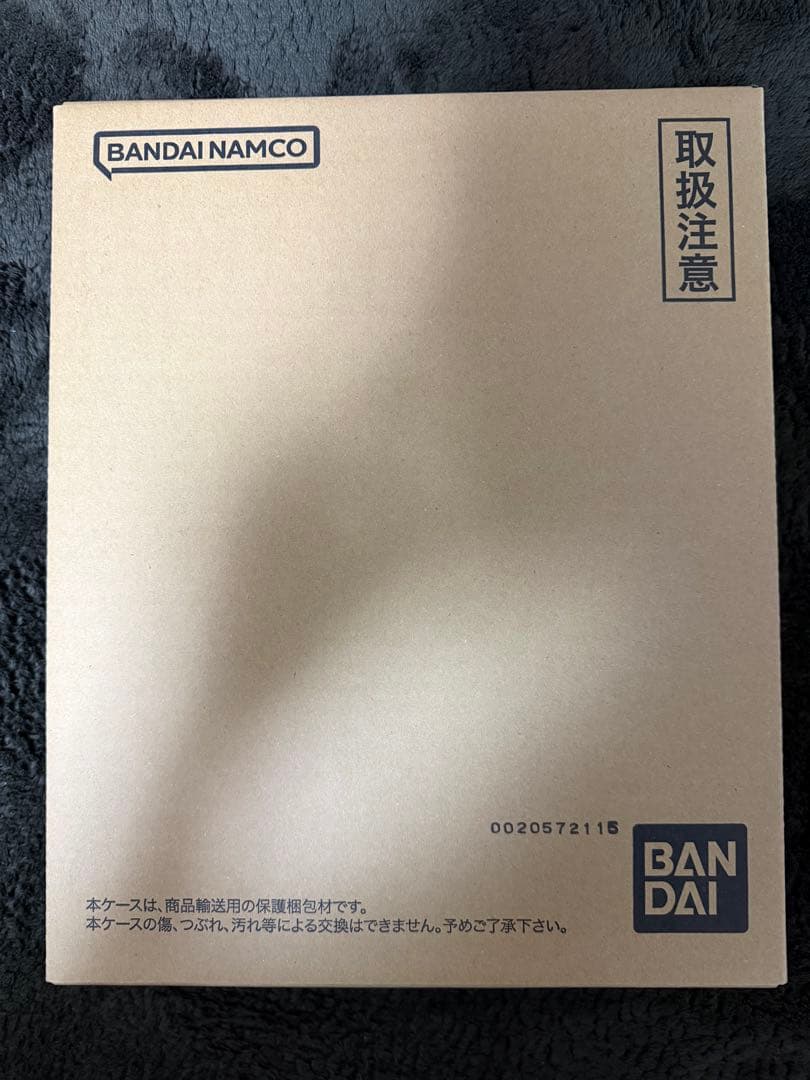 BANDAI NAMCO
取扱注意
0020572115
BAN
DAI
本ケースは、商品輸送用の保護梱包材です。
本ケースの傷、つぶれ、汚れ等による交換はできません。予めご了承下さい。